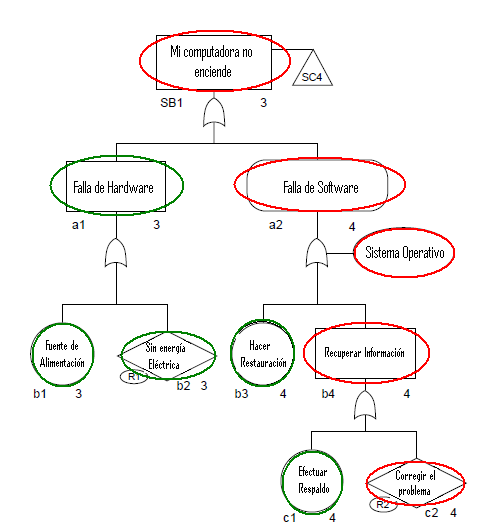 Mi computadora no
enciende
SC4
SB1 3
Falla de Hardware
Falla de Software
a1 3
a2 4
Sistema Operativo
Fuente de
Alimentación
Sin energía
Eléctrica
Hacer
Restauración
Recuperar Información
R1
b1 3
b2 3
b3 4
b4 4
Efectuar
Respaldo
Corregir el
problema
R2
c1 4
c2 4